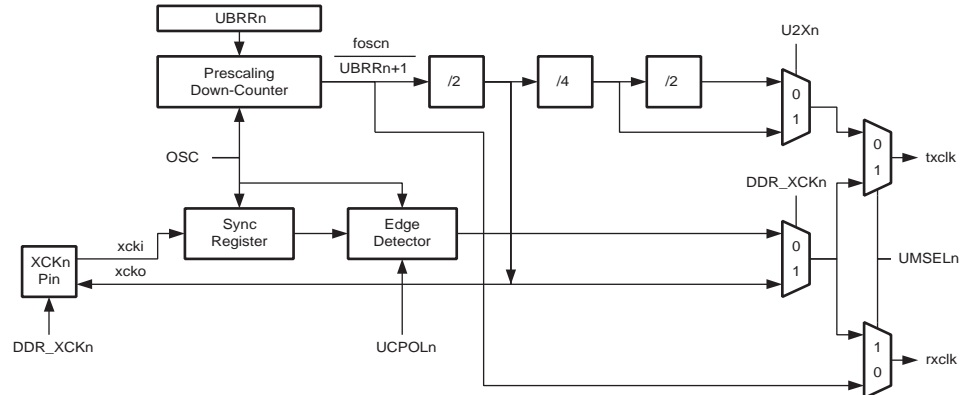 UBRRn
U2Xn
foscn
UBRRn+1
Prescaling
Down-Counter
/2
/4
/2
0
1
0
1
txclk
OSC
DDR_XCKn
Sync
Register
Edge
Detector
xcki
XCKn
Pin
xcko
0
1
UMSELn
DDR_XCKn
UCPOLn
1
0
rxclk